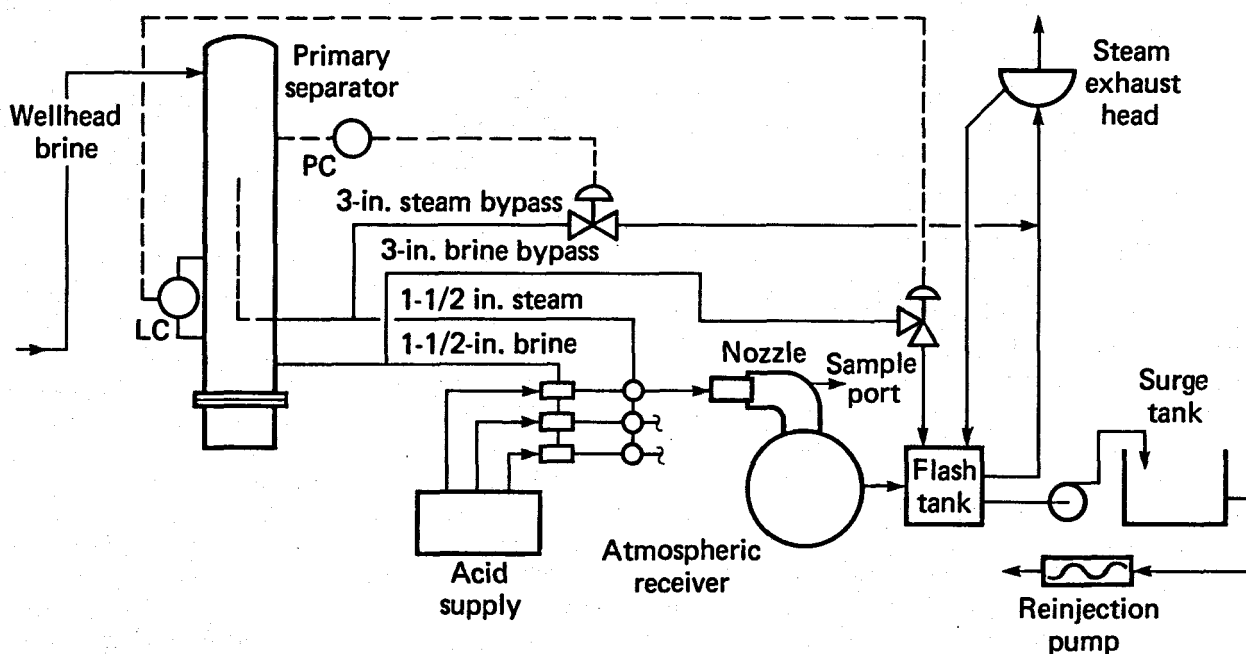 Primary
separator
Wellhead
brine
PC
3-in. steam bypass
3-in. brine bypass
1-1/2 in. steam
1-1/2-in. brine
LC
Steam
exhaust
head
Nozzle
Sample
port
Surge
tank
Flash
tank
Atmospheric
receiver
Acid
supply
Reinjection
pump